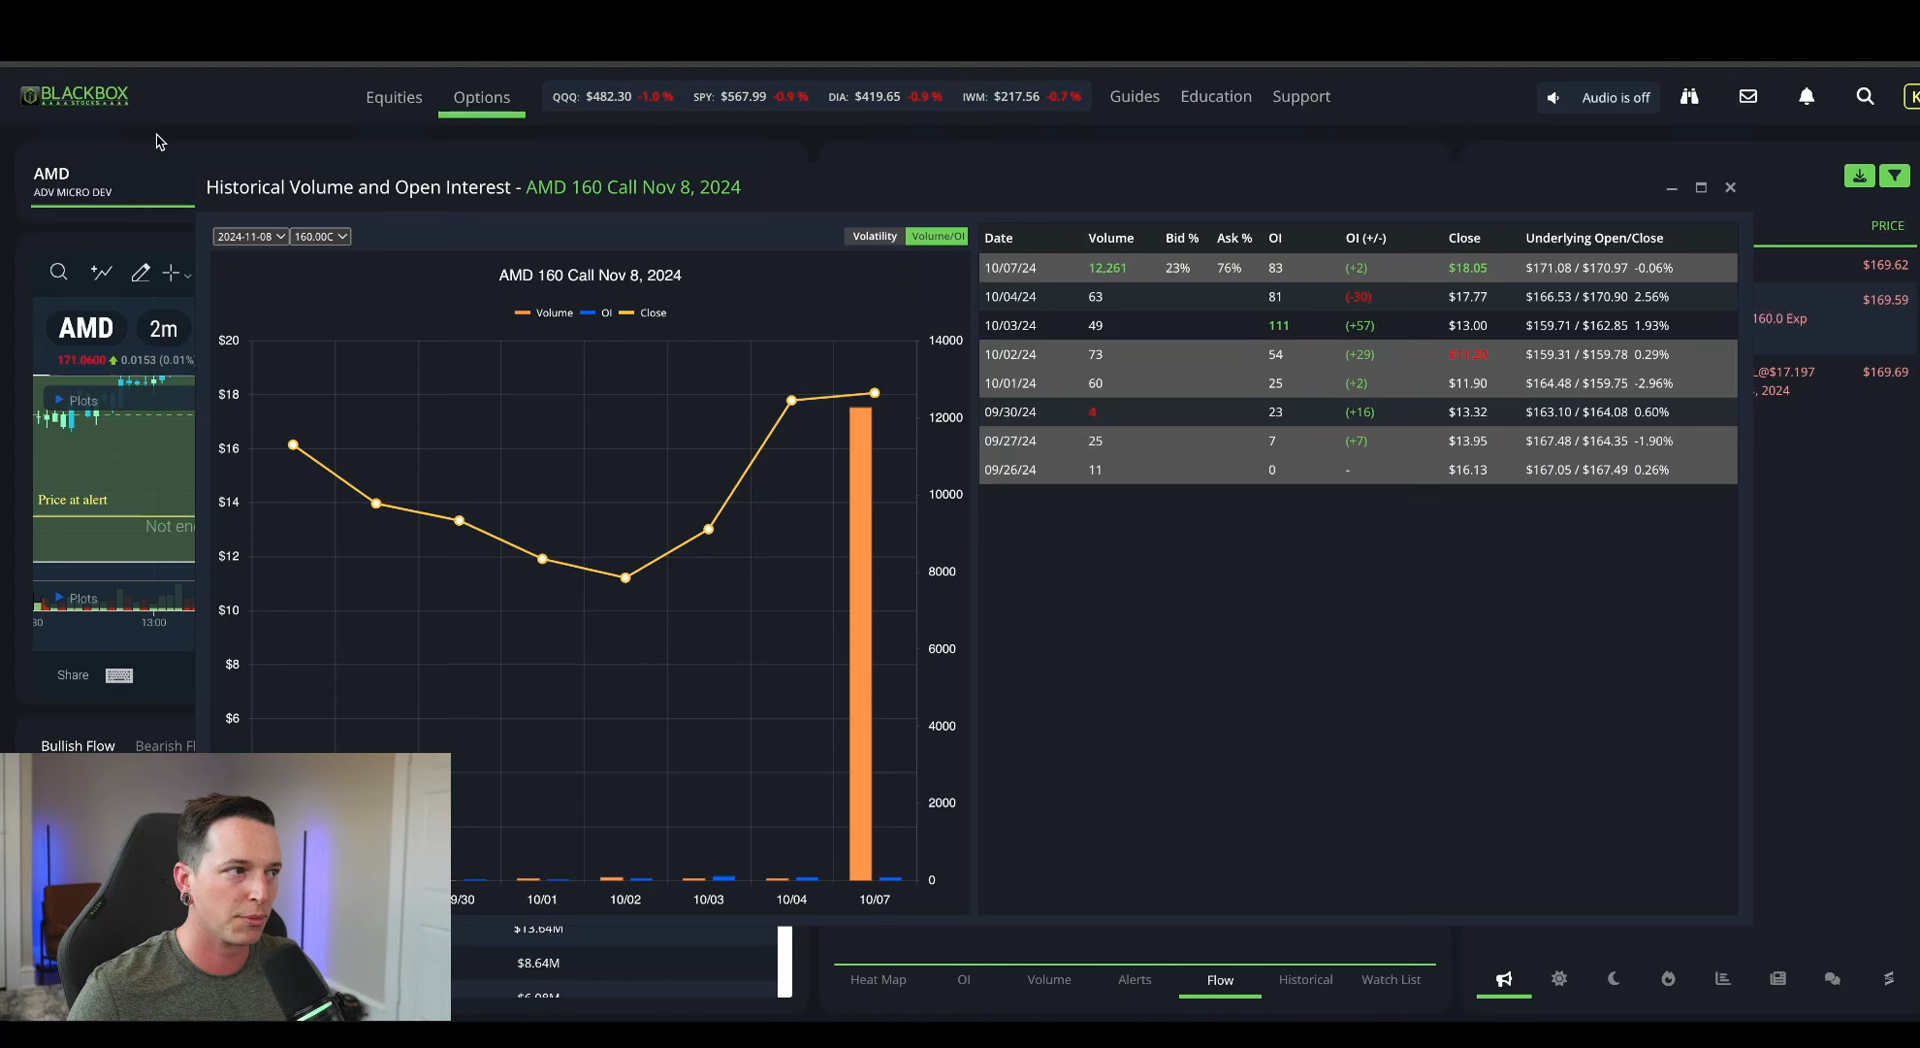 BLACKBOX
STOCKS
Equities
Options
QQQ: $482.30 -1.0 % SPY: $567.99 -0.9 % DIA: $419.65 -0.9 % IWM: $217.56 -0.7 %
Guides
Education
Support
Audio is off
K
AMD
ADV MICRO DEV
Historical Volume and Open Interest - AMD 160 Call Nov 8, 2024
PRICE
2024-11-08 160.00C
Volatility Volume/OI
AMD 160 Call Nov 8, 2024
Volume OI Close
$20
$18
$16
$14
$12
$10
$8
$6
14000
12000
10000
8000
6000
4000
2000
0
9/30 10/01 10/02 10/03 10/04 10/07
Date Volume Bid % Ask % OI OI (+/-) Close Underlying Open/Close
10/07/24 12,261 23% 76% 83 (+2) $18.05 $171.08 / $170.97 -0.06%
10/04/24 63 81 (-30) $17.77 $166.53 / $170.90 2.56%
10/03/24 49 111 (+57) $13.00 $159.71 / $162.85 1.93%
10/02/24 73 54 (+29) $159.31 / $159.78 0.29%
10/01/24 60 25 (+2) $11.90 $164.48 / $159.75 -2.96%
09/30/24 4 23 (+16) $13.32 $163.10 / $164.08 0.60%
09/27/24 25 7 (+7) $13.95 $167.48 / $164.35 -1.90%
09/26/24 11 0 - $16.13 $167.05 / $167.49 0.26%
$169.62
$169.59
160.0 Exp
L@$17.197 $169.69
, 2024
AMD 2m
171.0600 0.0153 (0.01%
Plots
Price at alert
Not en
Plots
30 13:00
Share
Bullish Flow Bearish Fl
$13.64M
$8.64M
Heat Map OI Volume Alerts Flow Historical Watch List